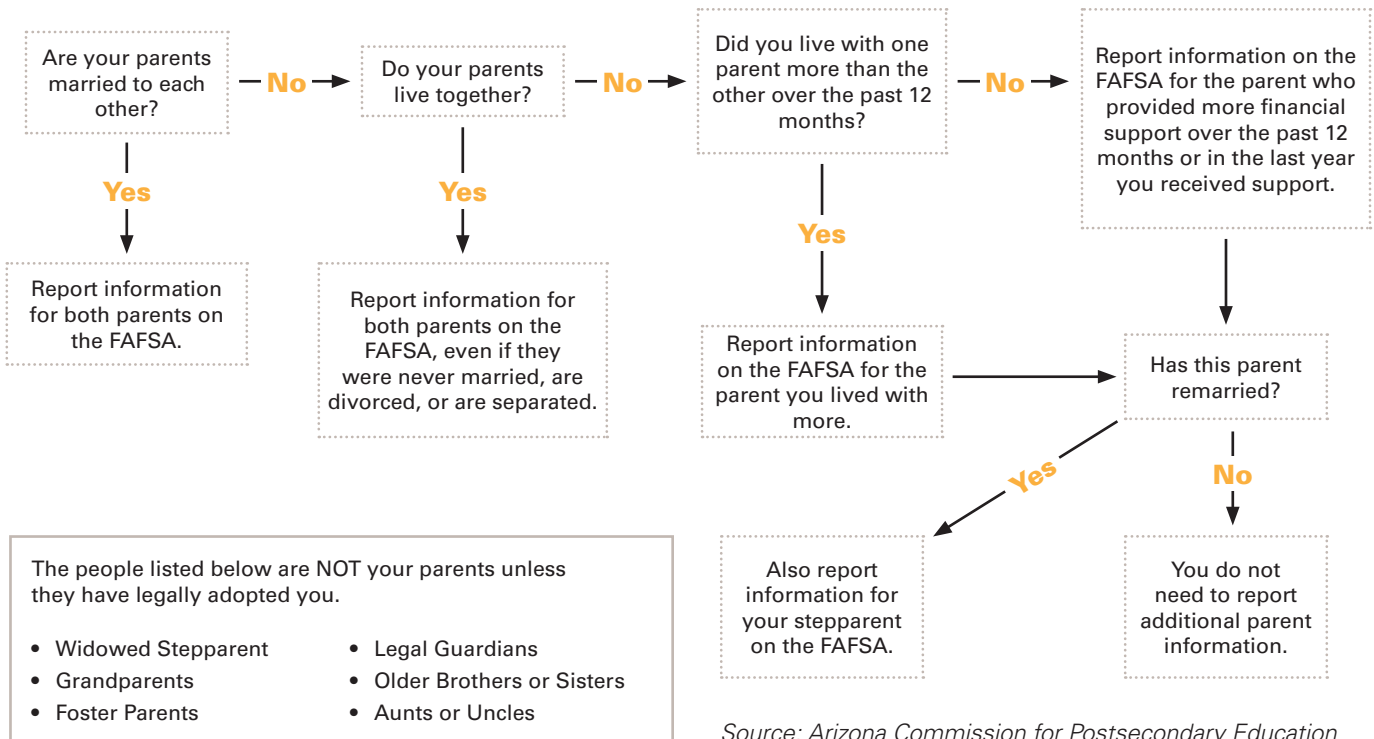 Are your parents
married to each
other?
No
Do your parents
live together?
No
Did you live with one
parent more than the
other over the past 12
months?
No
Report information on the
FAFSA for the parent who
provided more financial
support over the past 12
months or in the last year
you received support.
Yes
Yes
Yes
Report information
for both parents on
the FAFSA.
Report information for
both parents on the
FAFSA, even if they
were never married, are
divorced, or are separated.
Report information
on the FAFSA for the
parent you lived with
more.
Has this parent
remarried?
Yes
No
Also report
information for
your stepparent
on the FAFSA.
You do not
need to report
additional parent
information.
The people listed below are NOT your parents unless
they have legally adopted you.
• Widowed Stepparent
• Grandparents
• Foster Parents
• Legal Guardians
• Older Brothers or Sisters
• Aunts or Uncles
Source: Arizona Commission for Postsecondary Education